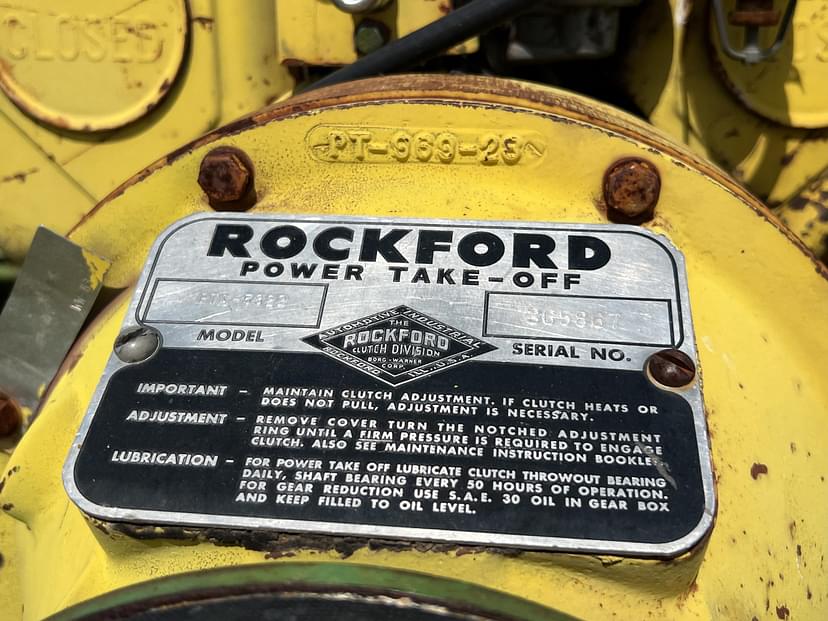 CLOSED
PT-969-2S
ROCKFORD
POWER TAKE-OFF
MODEL
SERIAL NO.
AUTOMOTIVE INDUSTRIAL
THE
ROCKFORD
CLUTCH DIVISION
BORG-WARNER
CORP.
ROCKFORD ILL., U.S.A.
IMPORTANT - MAINTAIN CLUTCH ADJUSTMENT. IF CLUTCH HEATS OR
DOES NOT PULL, ADJUSTMENT IS NECESSARY.
ADJUSTMENT - REMOVE COVER TURN THE NOTCHED ADJUSTMENT
RING UNTIL A FIRM PRESSURE IS REQUIRED TO ENGAGE
CLUTCH. ALSO SEE MAINTENANCE INSTRUCTION BOOKLET
LUBRICATION - FOR POWER TAKE OFF LUBRICATE CLUTCH THROWOUT BEARING
DAILY, SHAFT BEARING EVERY 50 HOURS OF OPERATION.
FOR GEAR REDUCTION USE S.A.E. 30 OIL IN GEAR BOX
AND KEEP FILLED TO OIL LEVEL.